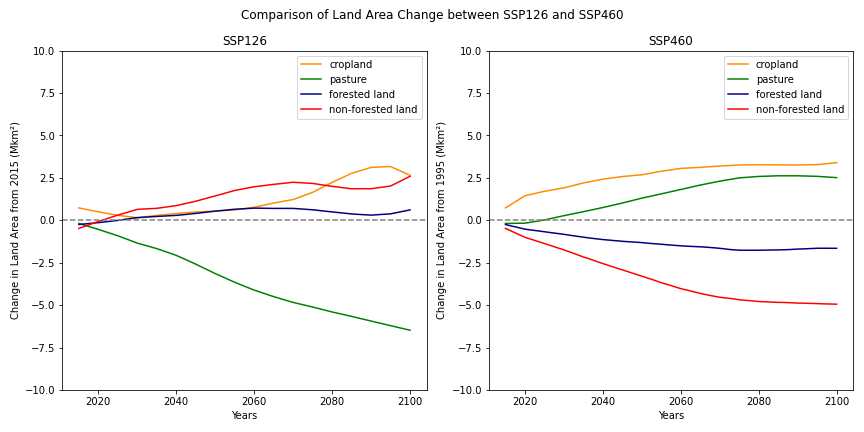 Comparison of Land Area Change between SSP126 and SSP460
SSP126
10.0
7.5
5.0
2.5
0.0
−2.5
−5.0
−7.5
−10.0
Change in Land Area from 2015 (Mkm²)
cropland
pasture
forested land
non-forested land
2020 2040 2060 2080 2100
Years
SSP460
10.0
7.5
5.0
2.5
0.0
−2.5
−5.0
−7.5
−10.0
Change in Land Area from 1995 (Mkm²)
cropland
pasture
forested land
non-forested land
2020 2040 2060 2080 2100
Years